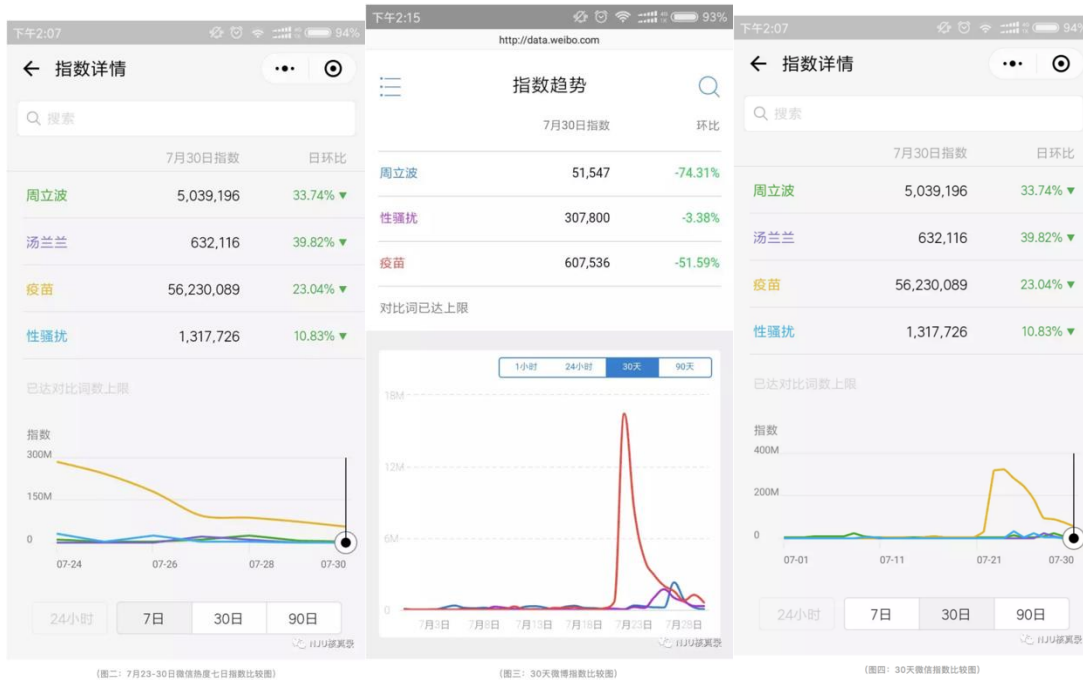 下午2:07
94%
指数详情
搜索
7月30日指数 日环比
周立波 5,039,196 33.74% ▼
汤兰兰 632,116 39.82% ▼
疫苗 56,230,089 23.04% ▼
性骚扰 1,317,726 10.83% ▼
已达对比词数上限
指数
300M
150M
0
07-24 07-26 07-28 07-30
24小时 7日 30日 90日
(图二：7月23-30日微信热度七日指数比较图)
下午2:15
93%
http://data.weibo.com
指数趋势
7月30日指数 环比
周立波 51,547 -74.31%
性骚扰 307,800 -3.38%
疫苗 607,536 -51.59%
对比词已达上限
1小时 24小时 30天 90天
18M
12M
6M
0
7月3日 7月8日 7月13日 7月18日 7月23日 7月28日
(图三：30天微博指数比较图)
下午2:07
94%
指数详情
搜索
7月30日指数 日环比
周立波 5,039,196 33.74% ▼
汤兰兰 632,116 39.82% ▼
疫苗 56,230,089 23.04% ▼
性骚扰 1,317,726 10.83% ▼
已达对比词数上限
指数
400M
200M
0
07-01 07-11 07-21 07-30
24小时 7日 30日 90日
(图四：30天微信指数比较图)